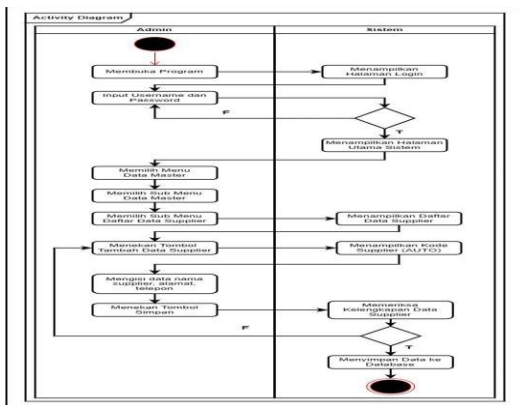 Activity Diagram
Admin
Sistem
Membuka Program
Menampilkan
Halaman Login
Input Username dan
Password
F
T
Menampilkan Halaman
Utama Sistem
Memilih Menu
Data Master
Memilih Sub Menu
Data Master
Memilih Sub Menu
Daftar Data Supplier
Menampilkan Daftar
Data Supplier
Menekan Tombol
Tambah Data Supplier
Menampilkan Kode
Supplier (AUTO)
Mengisi data nama
supplier, alamat,
telepon
Menekan Tombol
Simpan
Memeriksa
Kelengkapan Data
Supplier
F
T
Menyimpan Data ke
Database